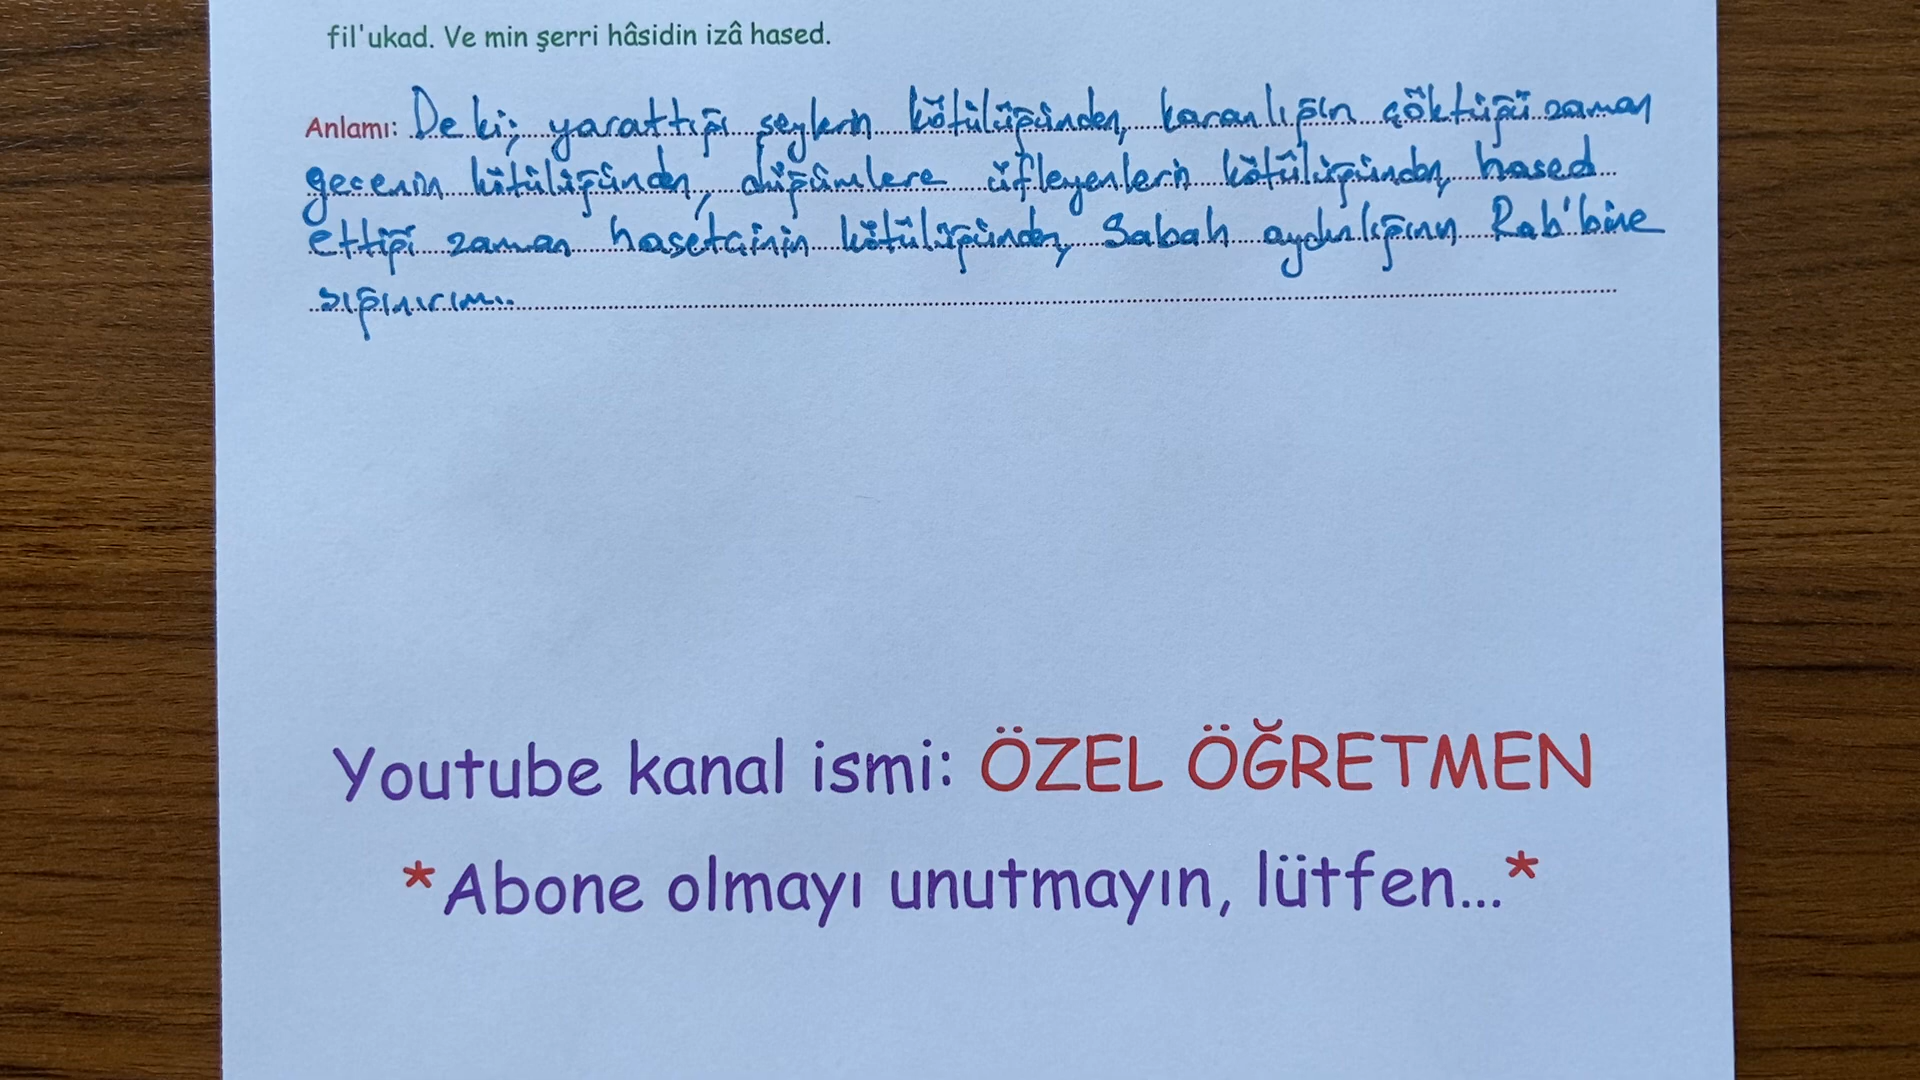 fil'ukad. Ve min şerri hâsidin izâ hased.
Anlamı: De ki; yarattığı şeylerin kötülüğünden, karanlığın çöktüğü zaman
gecenin kötülüğünden, düğümlere üfleyenlerin kötülüğünden, hased
ettiği zaman hasetçinin kötülüğünden, Sabah aydınlığının Rab'bine
sığınırım..
Youtube kanal ismi: ÖZEL ÖĞRETMEN
*Abone olmayı unutmayın, lütfen...*